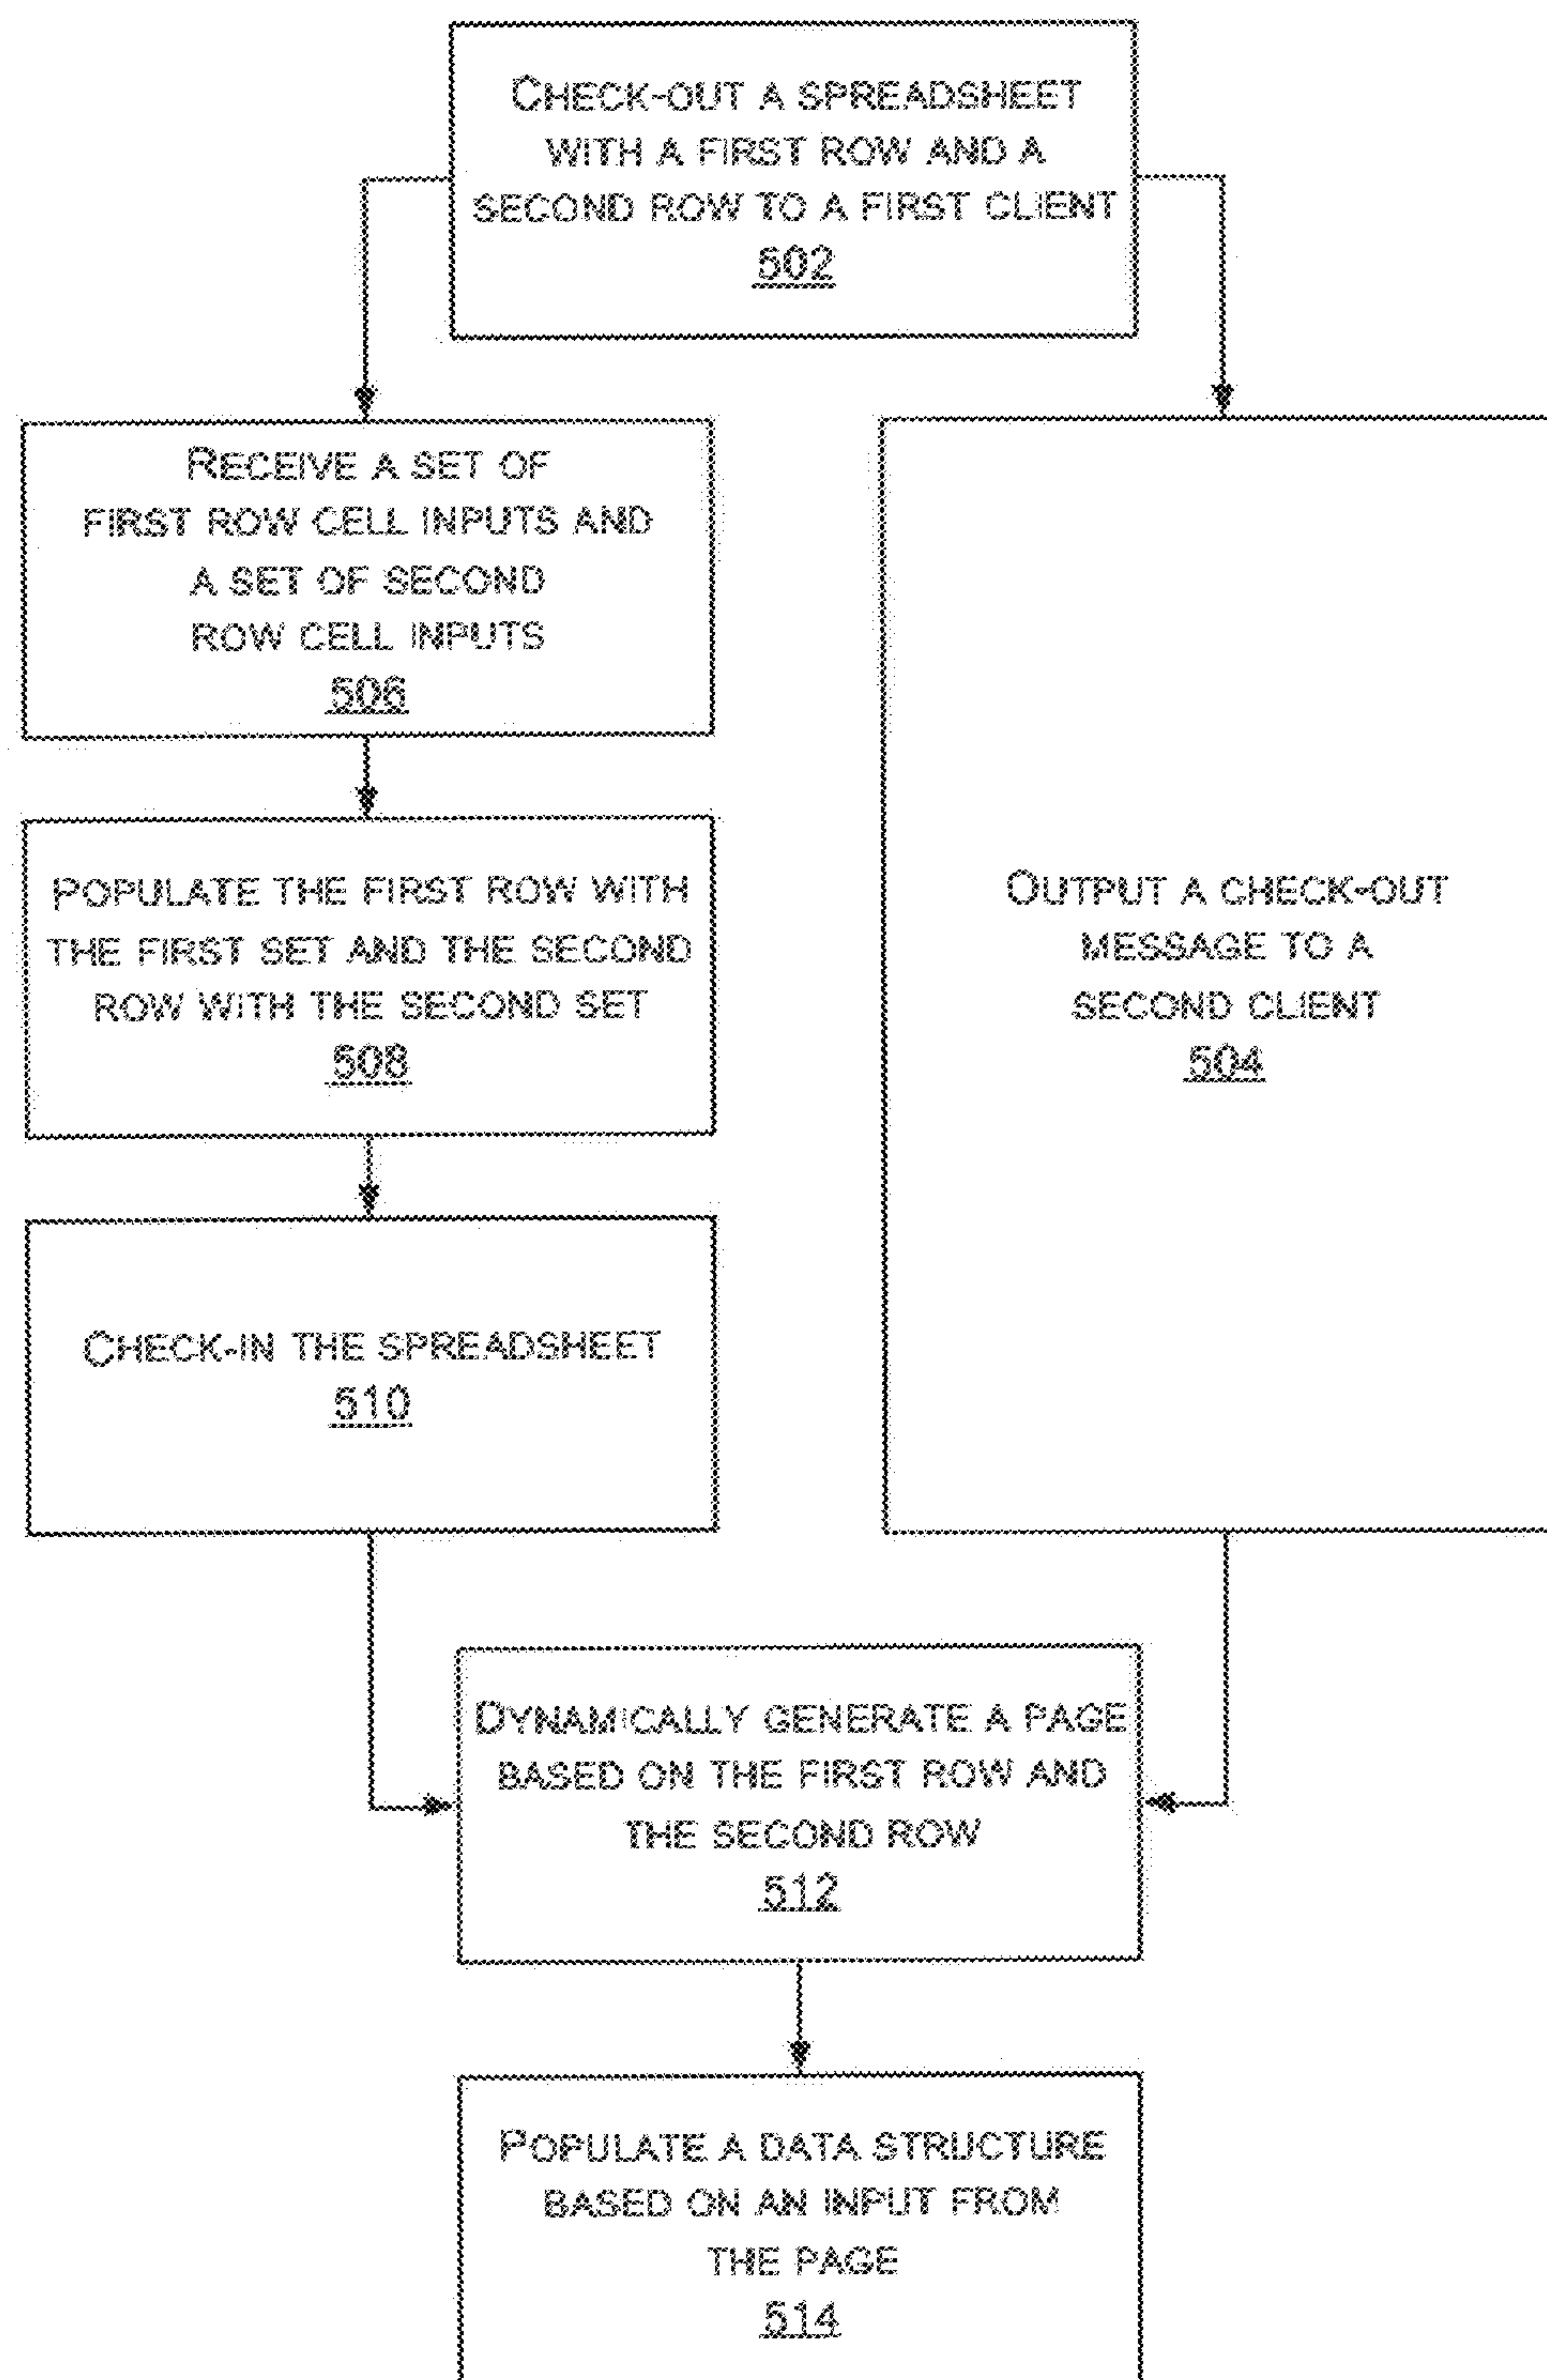 CHECK-OUT A SPREADSHEET
WITH A FIRST ROW AND A
SECOND ROW TO A FIRST CLIENT
502
RECEIVE A SET OF
FIRST ROW CELL INPUTS AND
A SET OF SECOND
ROW CELL INPUTS
506
POPULATE THE FIRST ROW WITH
THE FIRST SET AND THE SECOND
ROW WITH THE SECOND SET
508
CHECK-IN THE SPREADSHEET
510
OUTPUT A CHECK-OUT
MESSAGE TO A
SECOND CLIENT
504
DYNAMICALLY GENERATE A PAGE
BASED ON THE FIRST ROW AND
THE SECOND ROW
512
POPULATE A DATA STRUCTURE
BASED ON AN INPUT FROM
THE PAGE
514